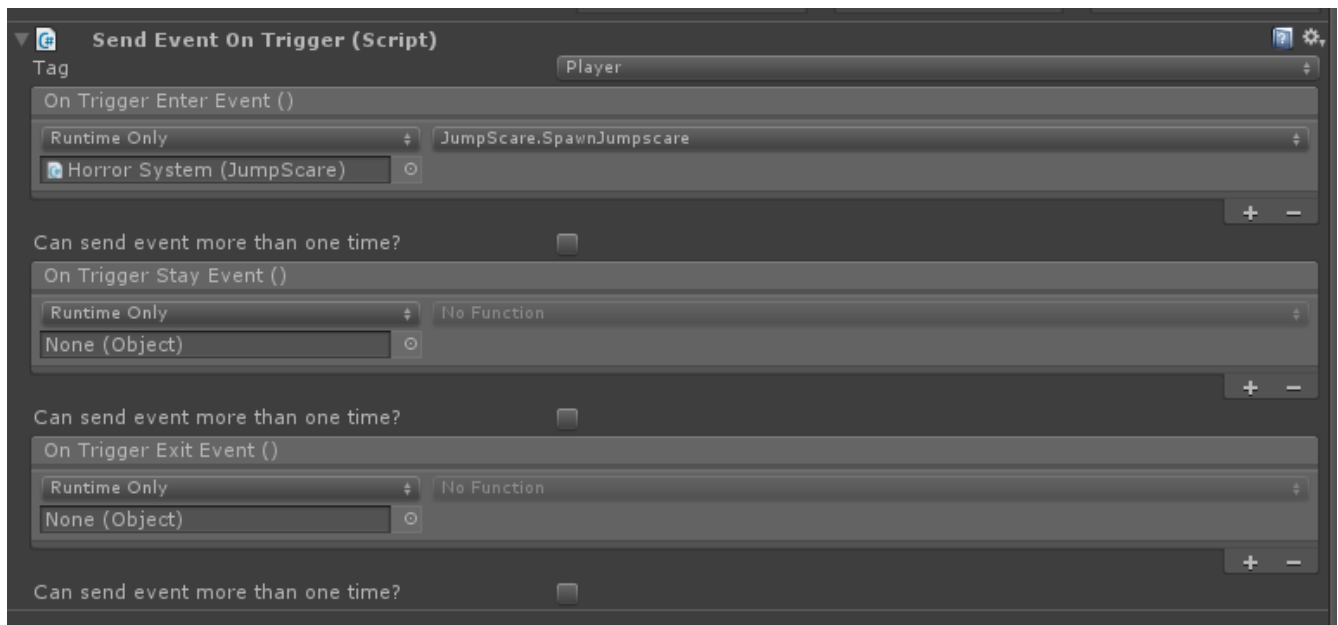 Send Event On Trigger (Script)
Tag Player
On Trigger Enter Event ()
Runtime Only JumpScare.SpawnJumpscare
Horror System (JumpScare)
+ −
Can send event more than one time?
On Trigger Stay Event ()
Runtime Only No Function
None (Object)
+ −
Can send event more than one time?
On Trigger Exit Event ()
Runtime Only No Function
None (Object)
+ −
Can send event more than one time?